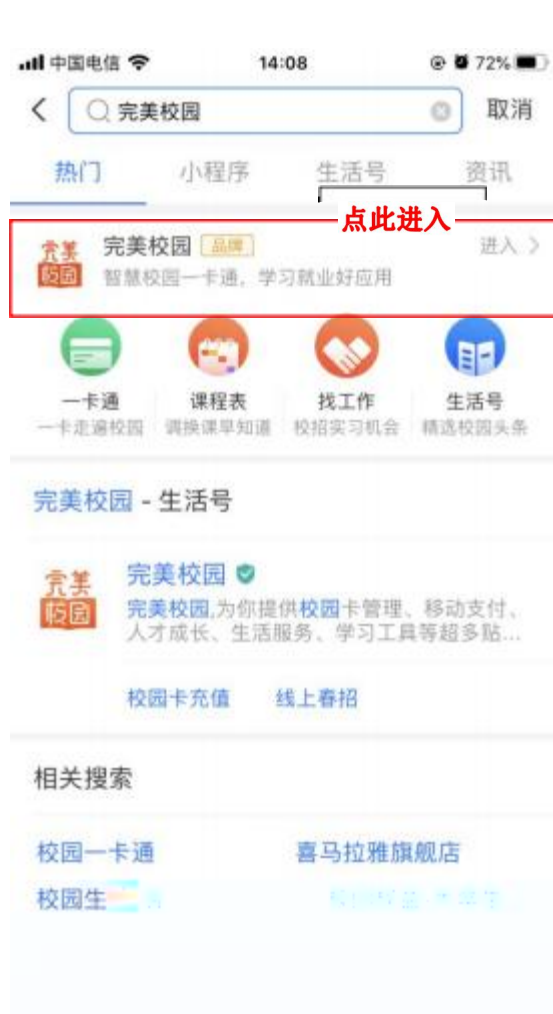 中国电信 14:08 72%
完美校园 取消
热门 小程序 生活号 资讯
点此进入
完美校园 完美校园 品牌 进入
智慧校园一卡通，学习就业好应用
一卡通 课程表 找工作 生活号
一卡走遍校园 调换课早知道 校招实习机会 精选校园头条
完美校园 - 生活号
完美校园 完美校园
完美校园,为你提供校园卡管理、移动支付、
人才成长、生活服务、学习工具等超多贴...
校园卡充值 线上春招
相关搜索
校园一卡通 喜马拉雅旗舰店
校园生